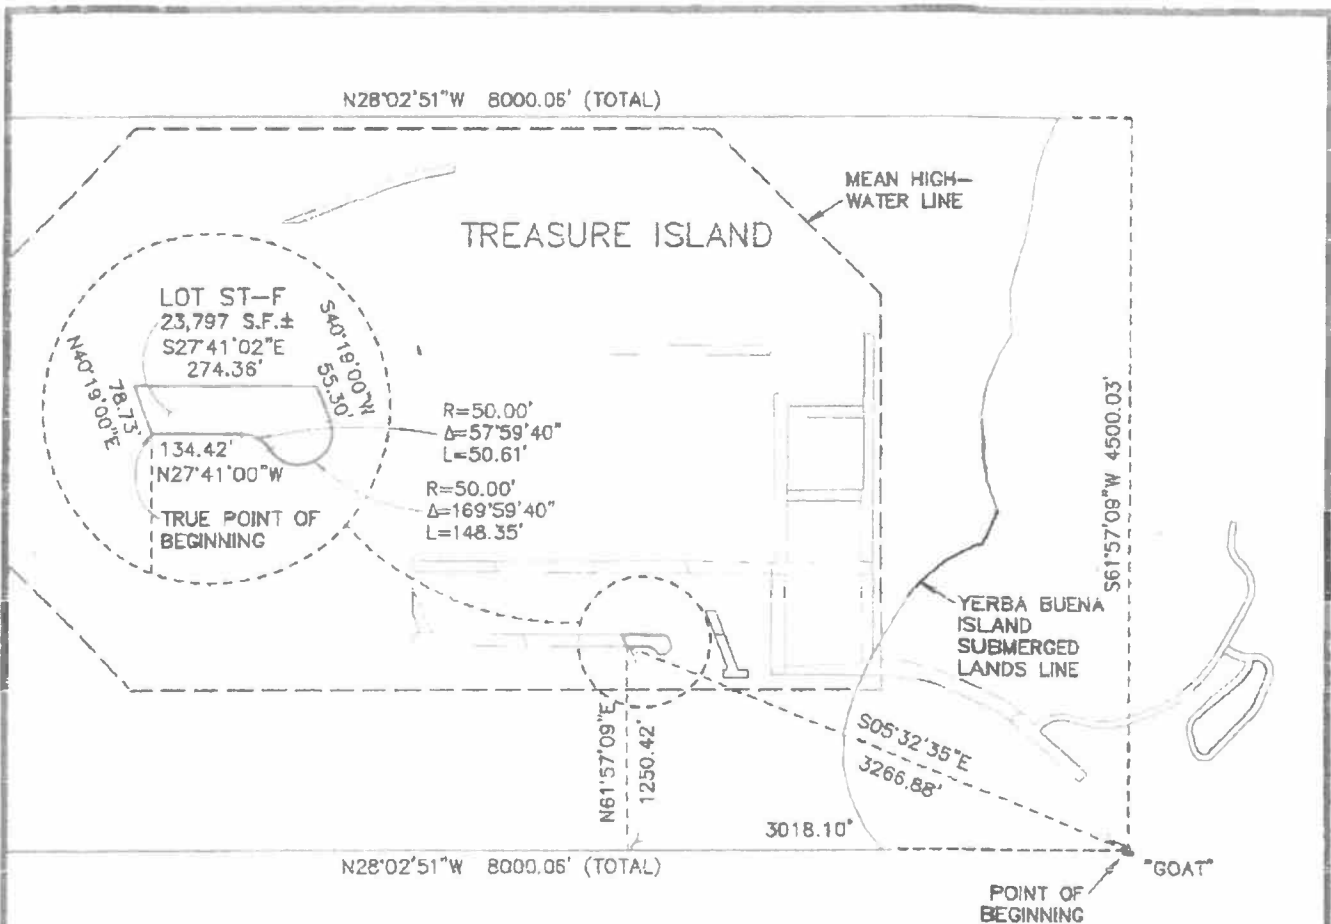 N28°02'51"W 8000.06' (TOTAL)
MEAN HIGH-
WATER LINE
TREASURE ISLAND
LOT ST-F
23,797 S.F.±
S27°41'02"E
274.36'
S40°19'00"W
55.30'
N40°19'00"E
78.73'
134.42'
N27°41'00"W
TRUE POINT OF
BEGINNING
R=50.00'
Δ=57°59'40"
L=50.61'
R=50.00'
Δ=169°59'40"
L=148.35'
S61°57'09"W 4500.03'
YERBA BUENA
ISLAND
SUBMERGED
LANDS LINE
N61°57'09"E
1250.42'
S05°32'35"E
3266.88'
3018.10'
N28°02'51"W 8000.06' (TOTAL)
"GOAT"
POINT OF
BEGINNING